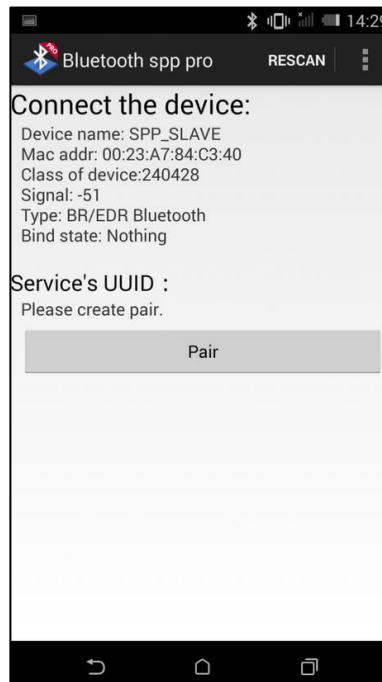 14:29
PRO
Bluetooth spp pro RESCAN
Connect the device:
Device name: SPP_SLAVE
Mac addr: 00:23:A7:84:C3:40
Class of device:240428
Signal: -51
Type: BR/EDR Bluetooth
Bind state: Nothing
Service's UUID :
Please create pair.
Pair